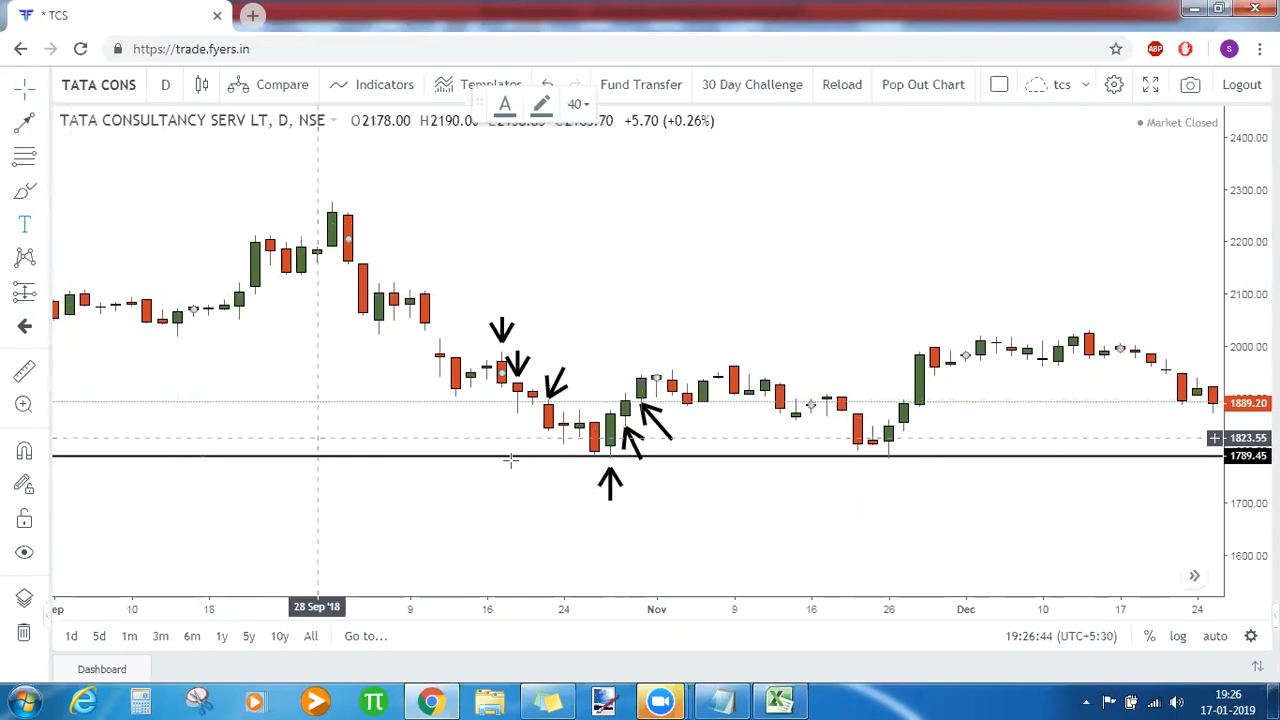 * TCS
https://trade.fyers.in
ABP
S
TATA CONS D Compare Indicators Templates Fund Transfer 30 Day Challenge Reload Pop Out Chart tcs Logout
A 40
TATA CONSULTANCY SERV LT, D, NSE O2178.00 H2190.00 +5.70 (+0.26%)
Market Closed
2400.00
2300.00
2200.00
2100.00
2000.00
1889.20
1823.55
1789.45
1700.00
1600.00
10 18 28 Sep '18 9 16 24 Nov 9 16 26 Dec 10 17 24
1d 5d 1m 3m 6m 1y 5y 10y All Go to... 19:26:44 (UTC+5:30) % log auto
Dashboard
19:26
17-01-2019